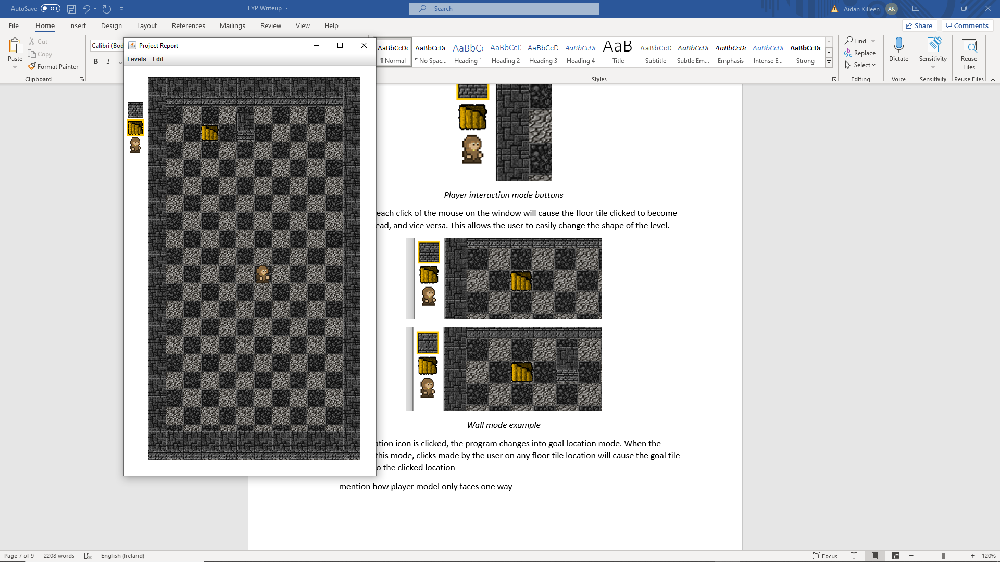 AutoSave Off
FYP Writeup
Search
Aidan Killeen AK
File Home Insert Design Layout References Mailings Review View Help
Share Comments
Paste
Cut
Copy
Format Painter
Clipboard
Calibri (Bod
B I U
AaBbCcDc AaBbCcDc AaBbC AaBbCcD AaBbCcD AaBbCcDc AaB AaBbCcD AaBbCcDc AaBbCcDc AaBbCcDc AaBbCcDc
¶ Normal ¶ No Spac... Heading 1 Heading 2 Heading 3 Heading 4 Title Subtitle Subtle Em... Emphasis Intense E... Strong
Styles
Find
Replace
Select
Editing
Dictate
Voice
Sensitivity
Sensitivity
Reuse Files
Reuse Files
Project Report
Levels Edit
Player interaction mode buttons
each click of the mouse on the window will cause the floor tile clicked to become
ead, and vice versa. This allows the user to easily change the shape of the level.
Wall mode example
ation icon is clicked, the program changes into goal location mode. When the
this mode, clicks made by the user on any floor tile location will cause the goal tile
o the clicked location
- mention how player model only faces one way
Page 7 of 9 2208 words English (Ireland)
Focus
120%